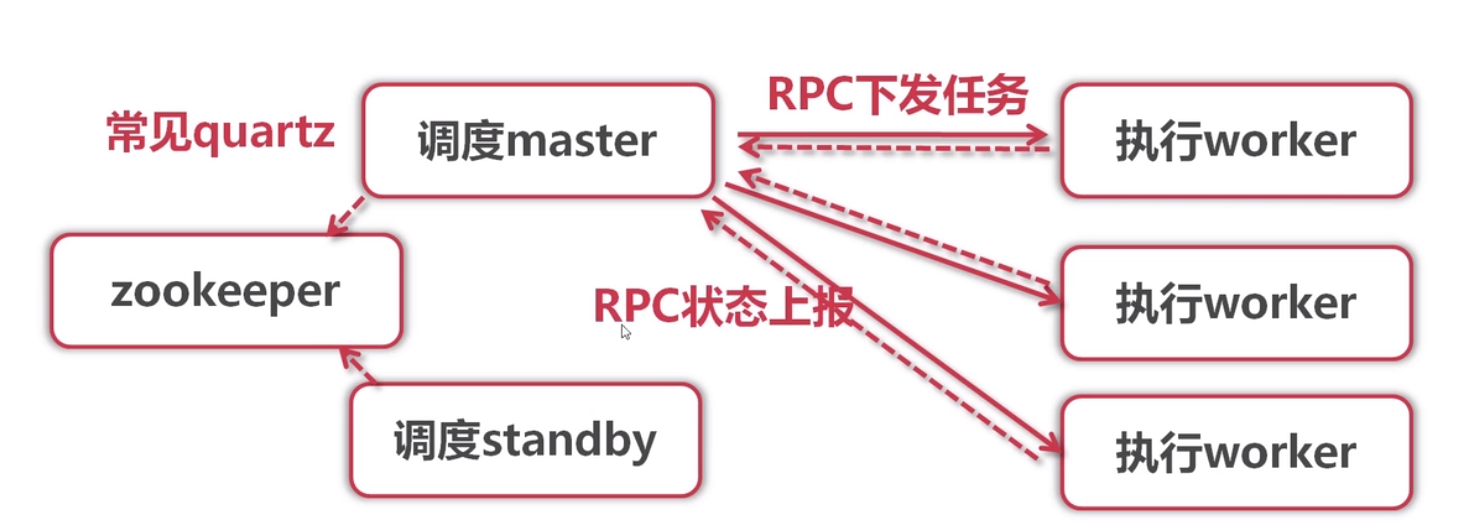 RPC下发任务
常见quartz
调度master
执行worker
zookeeper
RPC状态上报
执行worker
调度standby
执行worker